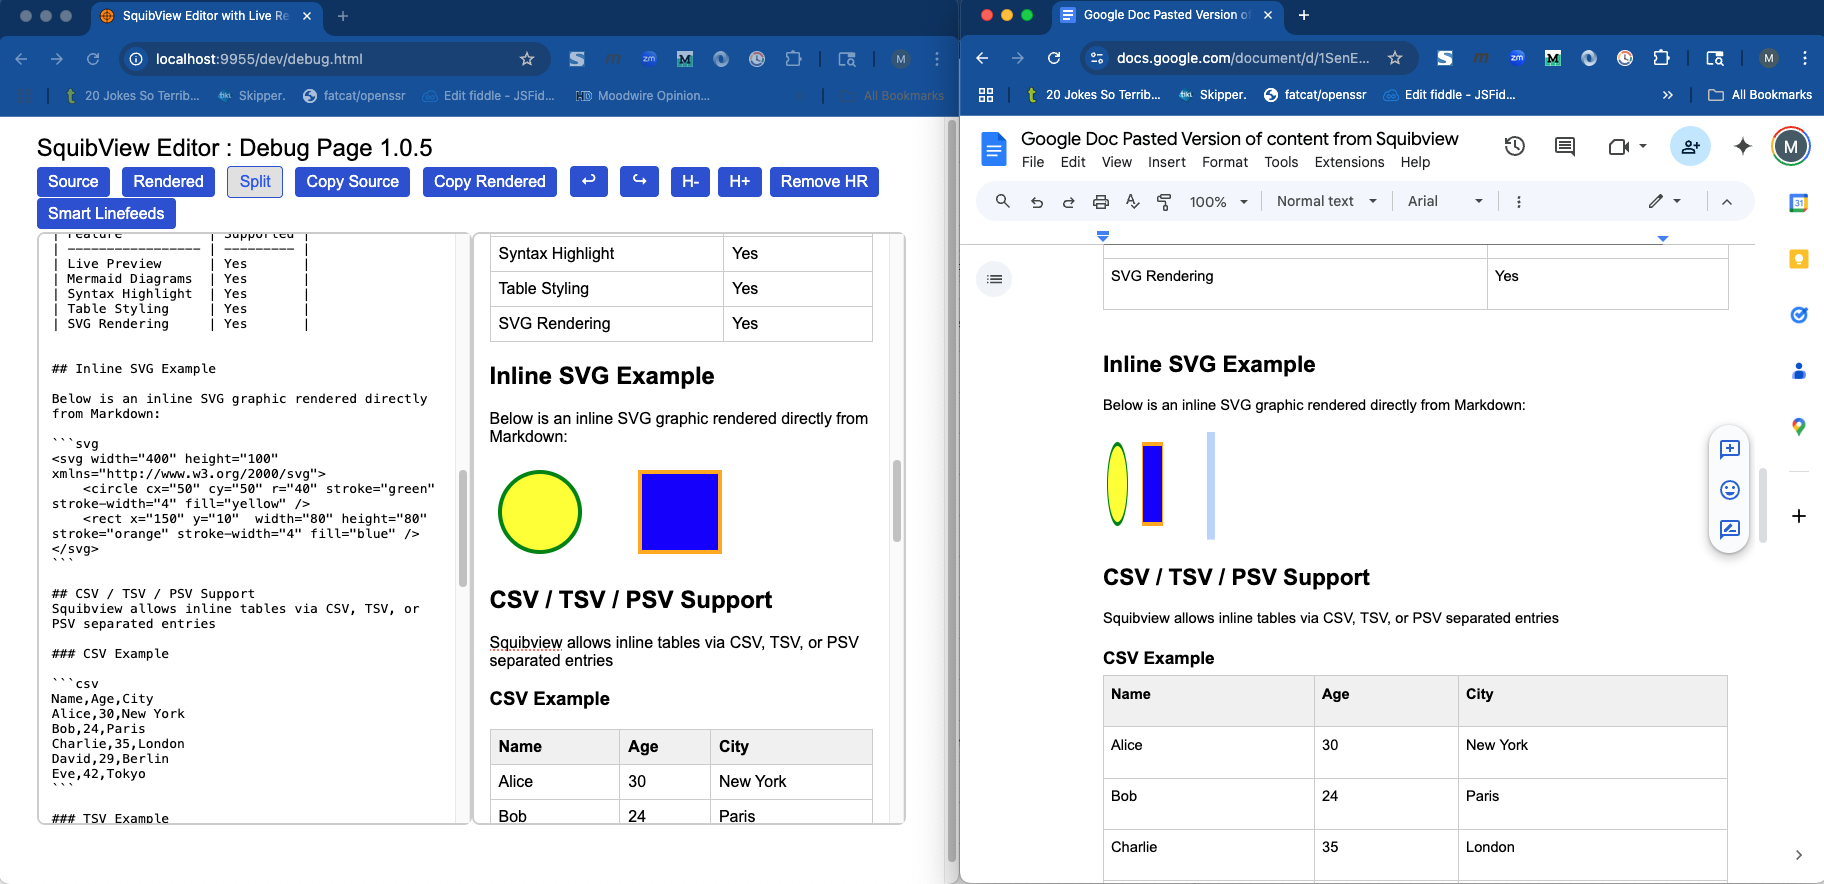 SquibView Editor with Live Re
localhost:9955/dev/debug.html
20 Jokes So Terrib...
Skipper.
fatcat/openssr
Edit fiddle - JSFid...
Moodwire Opinion...
All Bookmarks
SquibView Editor : Debug Page 1.0.5
Source
Rendered
Split
Copy Source
Copy Rendered
↩
↪
H-
H+
Remove HR
Smart Linefeeds
| Feature | Supported |
| ----------------- | --------- |
| Live Preview | Yes |
| Mermaid Diagrams | Yes |
| Syntax Highlight | Yes |
| Table Styling | Yes |
| SVG Rendering | Yes |
## Inline SVG Example
Below is an inline SVG graphic rendered directly
from Markdown:
```svg
<svg width="400" height="100"
xmlns="http://www.w3.org/2000/svg">
<circle cx="50" cy="50" r="40" stroke="green"
stroke-width="4" fill="yellow" />
<rect x="150" y="10"  width="80" height="80"
stroke="orange" stroke-width="4" fill="blue" />
</svg>
```
## CSV / TSV / PSV Support
Squibview allows inline tables via CSV, TSV, or
PSV separated entries
### CSV Example
```csv
Name,Age,City
Alice,30,New York
Bob,24,Paris
Charlie,35,London
David,29,Berlin
Eve,42,Tokyo
```
### TSV Example
Syntax Highlight Yes
Table Styling Yes
SVG Rendering Yes
Inline SVG Example
Below is an inline SVG graphic rendered directly from
Markdown:
CSV / TSV / PSV Support
Squibview allows inline tables via CSV, TSV, or PSV
separated entries
CSV Example
Name Age City
Alice 30 New York
Bob 24 Paris
Google Doc Pasted Version o
docs.google.com/document/d/1SenE...
20 Jokes So Terrib...
Skipper.
fatcat/openssr
Edit fiddle - JSFid...
»
All Bookmarks
Google Doc Pasted Version of content from Squibview
File Edit View Insert Format Tools Extensions Help
M
100%
Normal text
Arial
31
SVG Rendering Yes
Inline SVG Example
Below is an inline SVG graphic rendered directly from Markdown:
CSV / TSV / PSV Support
Squibview allows inline tables via CSV, TSV, or PSV separated entries
CSV Example
Name Age City
Alice 30 New York
Bob 24 Paris
Charlie 35 London